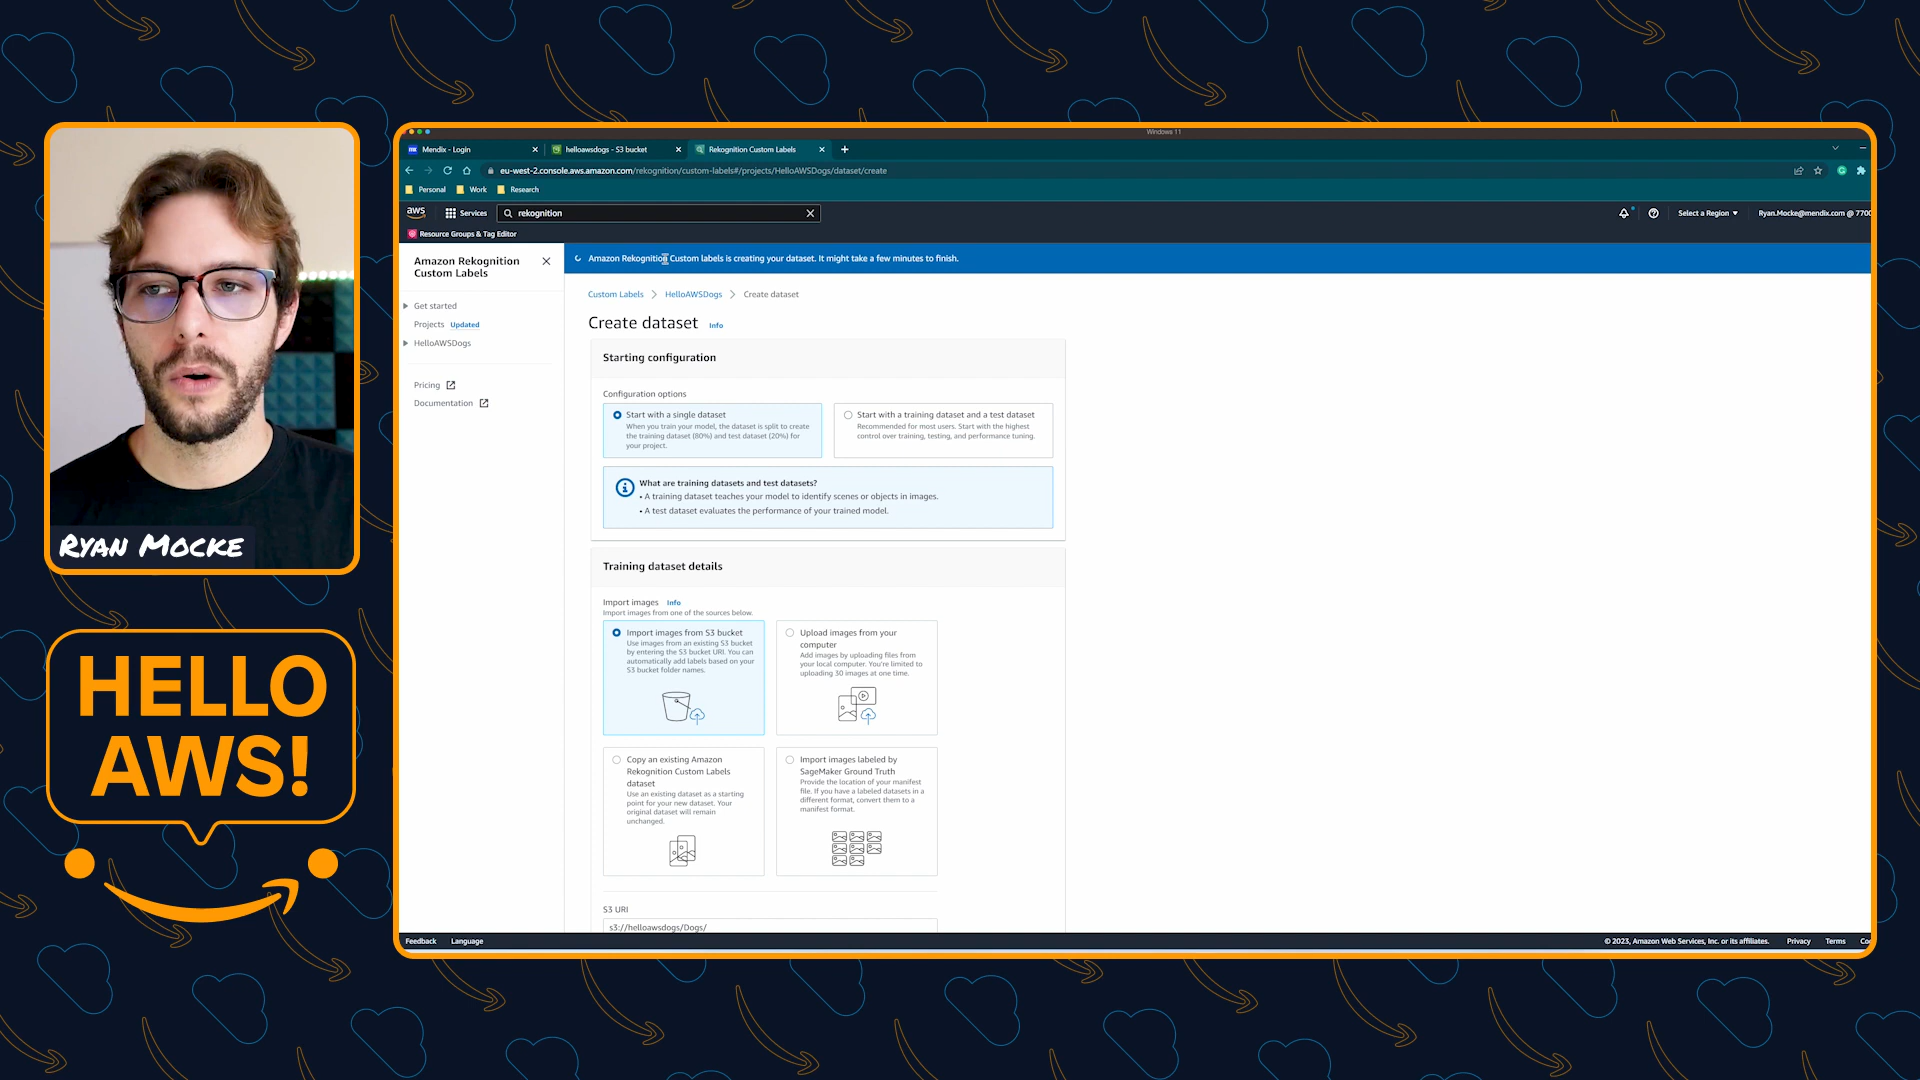 Windows 11
Mendix - Login
helloawsdogs - S3 bucket
Rekognition Custom Labels
eu-west-2.console.aws.amazon.com/rekognition/custom-labels#/projects/HelloAWSDogs/dataset/create
Personal
Work
Research
aws
Services
rekognition
Select a Region
Ryan.Mocke@mendix.com @ 7700
Resource Groups & Tag Editor
Amazon Rekognition
Custom Labels
Get started
Projects Updated
HelloAWSDogs
Pricing
Documentation
Amazon Rekognition Custom labels is creating your dataset. It might take a few minutes to finish.
Custom Labels
HelloAWSDogs
Create dataset
Create dataset Info
Starting configuration
Configuration options
Start with a single dataset
When you train your model, the dataset is split to create
the training dataset (80%) and test dataset (20%) for
your project.
Start with a training dataset and a test dataset
Recommended for most users. Start with the highest
control over training, testing, and performance tuning.
What are training datasets and test datasets?
• A training dataset teaches your model to identify scenes or objects in images.
• A test dataset evaluates the performance of your trained model.
Training dataset details
Import images Info
Import images from one of the sources below.
Import images from S3 bucket
Use images from an existing S3 bucket
by entering the S3 bucket URI. You can
automatically add labels based on your
S3 bucket folder names.
Upload images from your
computer
Add images by uploading files from
your local computer. You're limited to
uploading 30 images at one time.
Copy an existing Amazon
Rekognition Custom Labels
dataset
Use an existing dataset as a starting
point for your new dataset. Your
original dataset will remain
unchanged.
Import images labeled by
SageMaker Ground Truth
Provide the location of your manifest
file. If you have a labeled datasets in a
different format, convert them to a
manifest format.
S3 URI
s3://helloawsdogs/Dogs/
Feedback
Language
© 2023, Amazon Web Services, Inc. or its affiliates.
Privacy
Terms
Co
Ryan Mocke
HELLO
AWS!